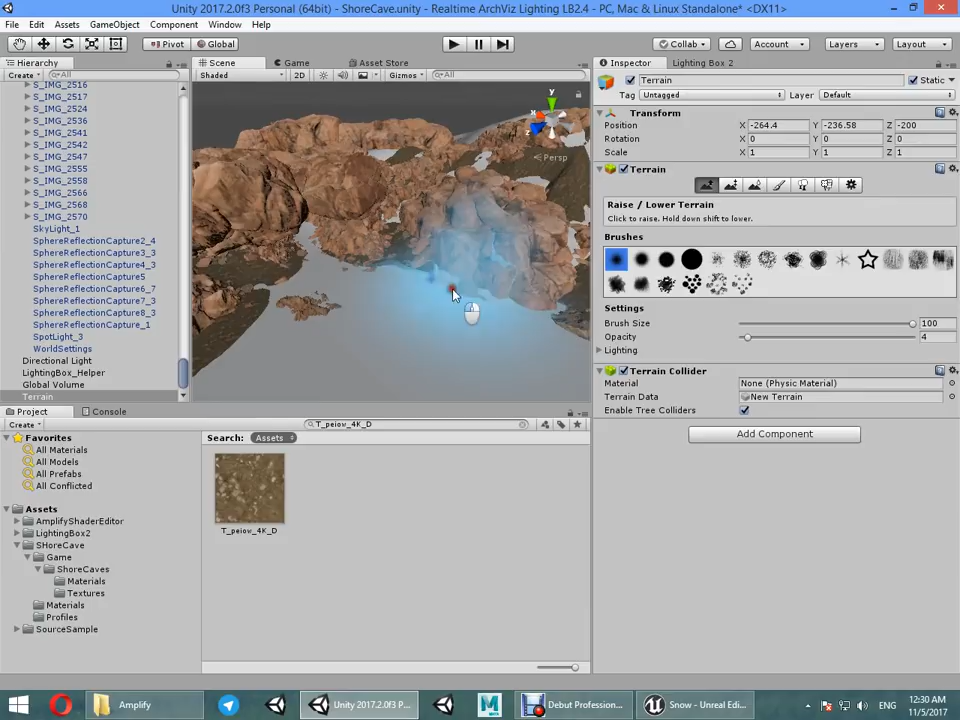 Unity 2017.2.0f3 Personal (64bit) - ShoreCave.unity - Realtime ArchViz Lighting LB2.4 - PC, Mac & Linux Standalone* <DX11>
File Edit Assets GameObject Component Window Help
Pivot Global Collab Account Layers Layout
Hierarchy
Create All
S_IMG_2516
S_IMG_2517
S_IMG_2524
S_IMG_2536
S_IMG_2541
S_IMG_2542
S_IMG_2547
S_IMG_2555
S_IMG_2558
S_IMG_2566
S_IMG_2568
S_IMG_2570
SkyLight_1
SphereReflectionCapture2_4
SphereReflectionCapture3_3
SphereReflectionCapture4_3
SphereReflectionCapture5
SphereReflectionCapture6_7
SphereReflectionCapture7_3
SphereReflectionCapture8_3
SphereReflectionCapture_1
SpotLight_3
WorldSettings
Directional Light
LightingBox_Helper
Global Volume
Terrain
Scene Game Asset Store
Shaded 2D Gizmos All
y
x
z
Persp
Inspector Lighting Box 2
Terrain Static
Tag Untagged Layer Default
Transform
Position X -264.4 Y -236.58 Z -200
Rotation X 0 Y 0 Z 0
Scale X 1 Y 1 Z 1
Terrain
Raise / Lower Terrain
Click to raise. Hold down shift to lower.
Brushes
Settings
Brush Size 100
Opacity 4
Lighting
Terrain Collider
Material None (Physic Material)
Terrain Data New Terrain
Enable Tree Colliders
Add Component
Project Console
Create T_peiow_4K_D
Favorites
All Materials
All Models
All Prefabs
All Conflicted
Assets
AmplifyShaderEditor
LightingBox2
SHoreCave
Game
ShoreCaves
Materials
Textures
Materials
Profiles
SourceSample
Search: Assets
T_peiow_4K_D
Amplify
Unity 2017.2.0f3 P...
Debut Profession...
Snow - Unreal Edi...
ENG
12:30 AM
11/5/2017